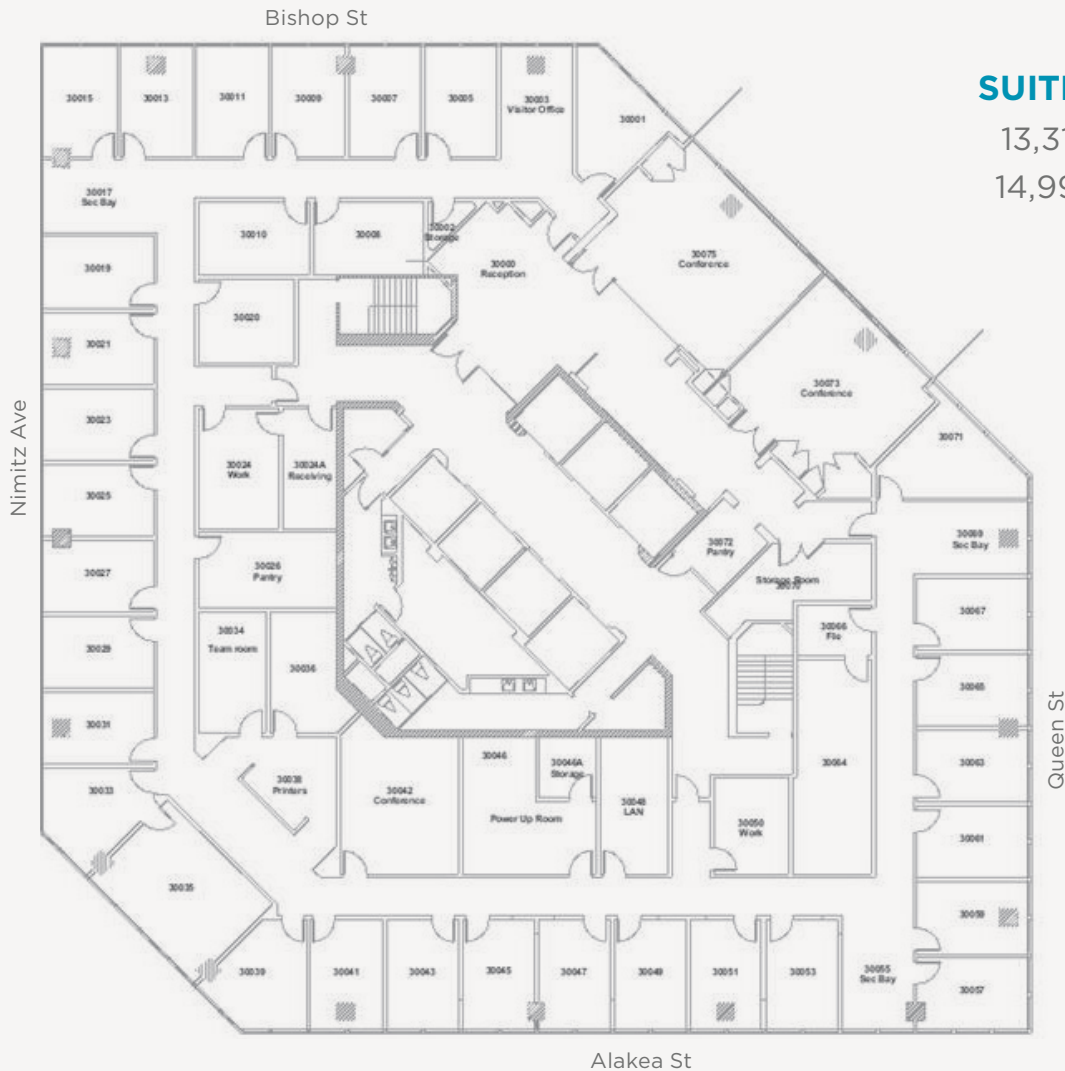 Bishop St
SUIT
13,3
14,99
30015
30013
30011
30009
30007
30005
30003
Visitor Office
30001
30017
Sec Bay
30010
30008
30002
Storage
30000
Reception
30075
Conference
30019
30020
30021
30073
Conference
30023
30024
Work
30024A
Receiving
30071
30025
30026
Pantry
30072
Pantry
Storage Room
30069
Sec Bay
30027
30067
30034
Team room
30036
30066
File
30029
30065
30031
30038
Printers
30042
Conference
30046
Power Up Room
30046A
Storage
30048
LAN
30064
30063
30033
30050
Work
30061
30035
30059
30039
30041
30043
30045
30047
30049
30051
30053
30055
Sec Bay
30057
Nimitz Ave
Queen St
Alakea St